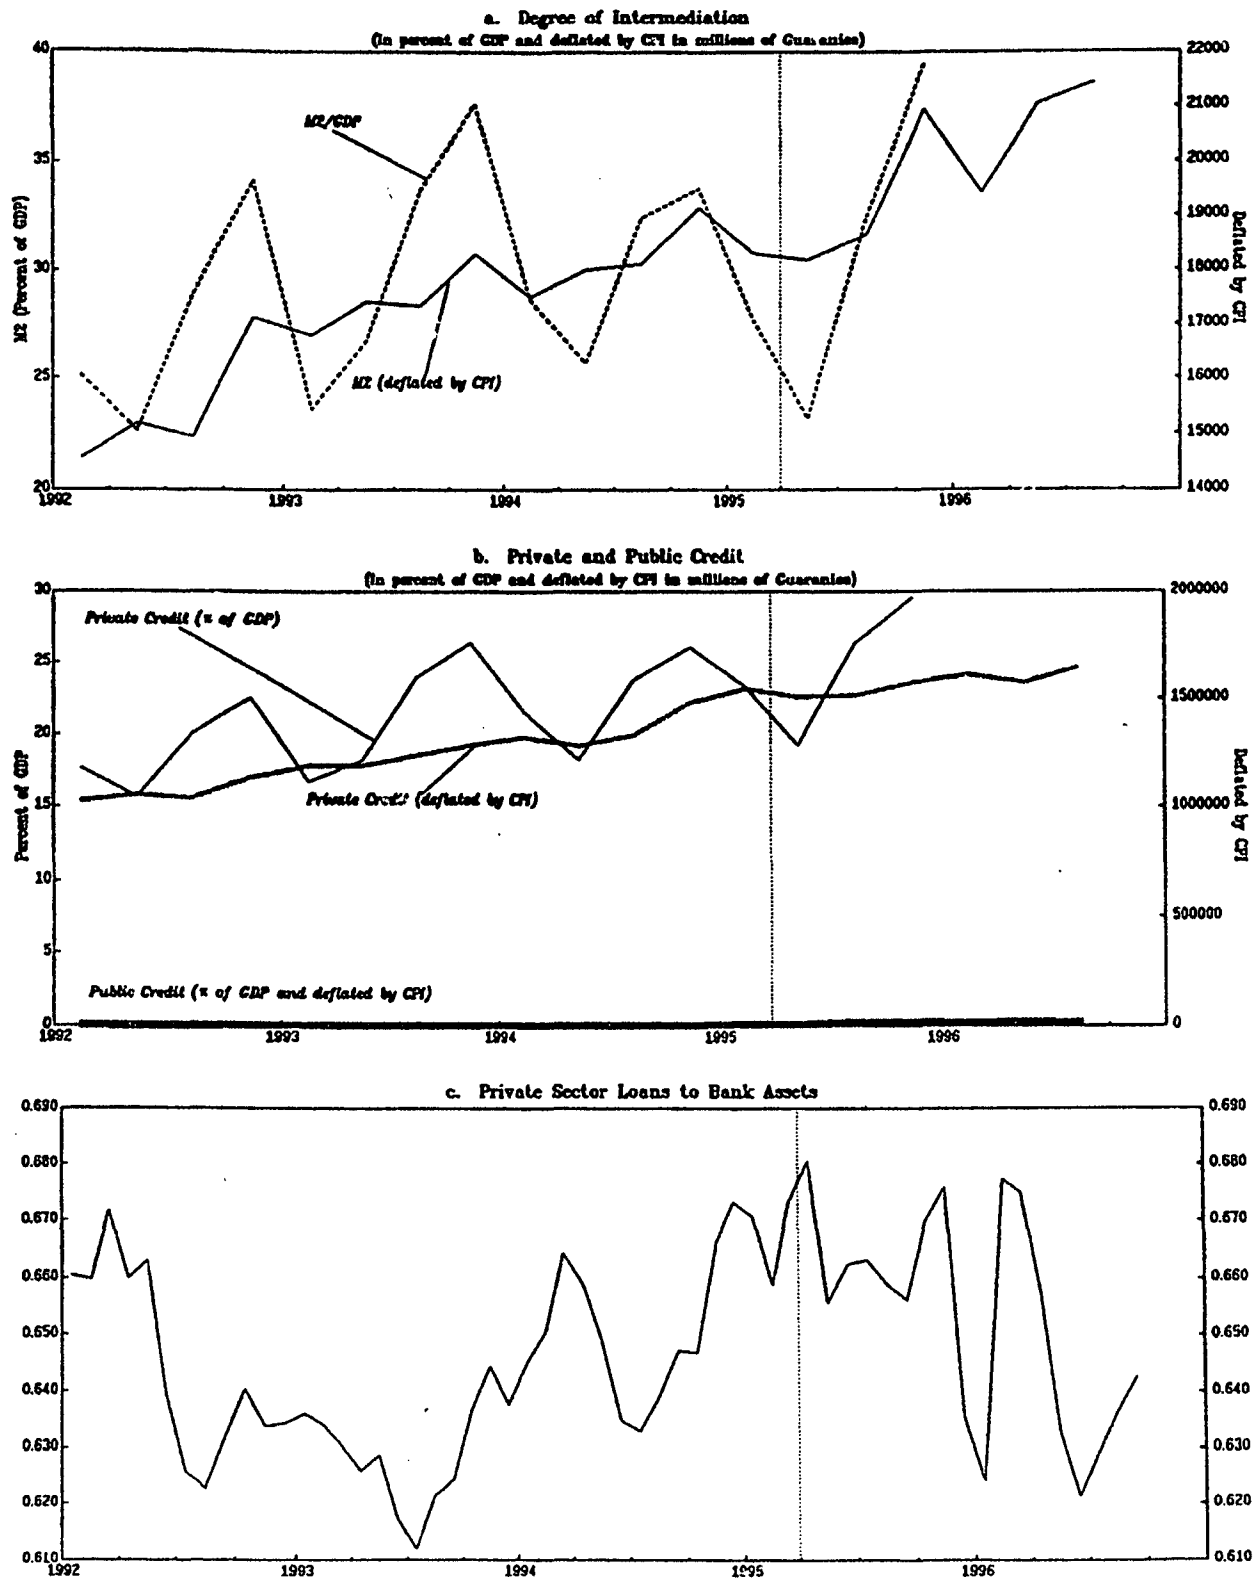 a. Degree of Intermediation
(In percent of GDP and deflated by CPI in millions of Guaranies)
40
35
30
25
20
M2 (Percent of GDP)
22000
21000
20000
19000
18000
17000
16000
15000
14000
Deflated by CPI
M2/GDP
M2 (deflated by CPI)
1992 1993 1994 1995 1996
b. Private and Public Credit
(In percent of GDP and deflated by CPI in millions of Guaranies)
30
25
20
15
10
5
0
Percent of GDP
2000000
1500000
1000000
500000
0
Deflated by CPI
Private Credit (% of GDP)
Private Credit (deflated by CPI)
Public Credit (% of GDP and deflated by CPI)
1992 1993 1994 1995 1996
c. Private Sector Loans to Bank Assets
0.690 0.690
0.680 0.680
0.670 0.670
0.660 0.660
0.650 0.650
0.640 0.640
0.630 0.630
0.620 0.620
0.610 0.610
1992 1993 1994 1995 1996